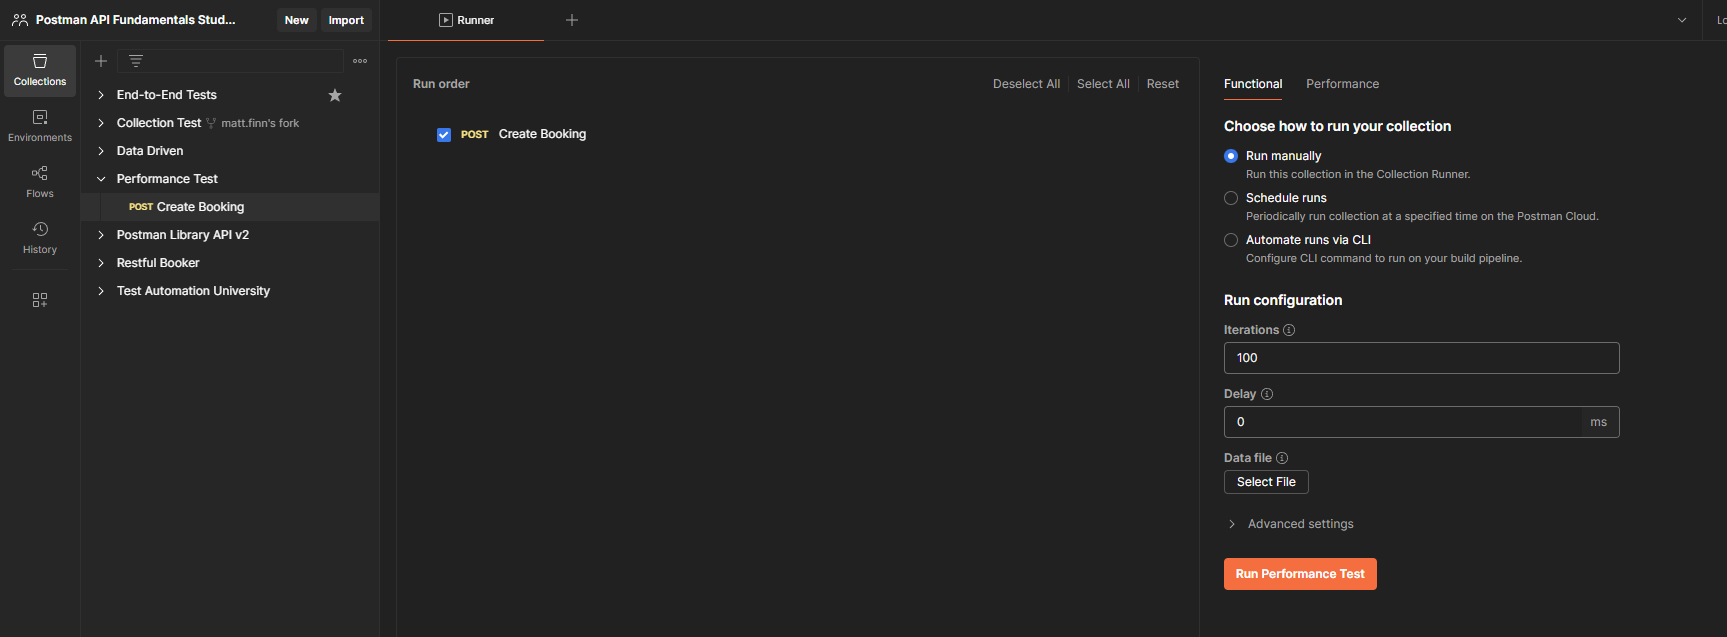 Postman API Fundamentals Stud...
New
Import
Runner
Collections
Environments
Flows
History
End-to-End Tests
Collection Test matt.finn's fork
Data Driven
Performance Test
POST Create Booking
Postman Library API v2
Restful Booker
Test Automation University
Run order
Deselect All
Select All
Reset
POST Create Booking
Functional
Performance
Choose how to run your collection
Run manually
Run this collection in the Collection Runner.
Schedule runs
Periodically run collection at a specified time on the Postman Cloud.
Automate runs via CLI
Configure CLI command to run on your build pipeline.
Run configuration
Iterations
100
Delay
0 ms
Data file
Select File
Advanced settings
Run Performance Test